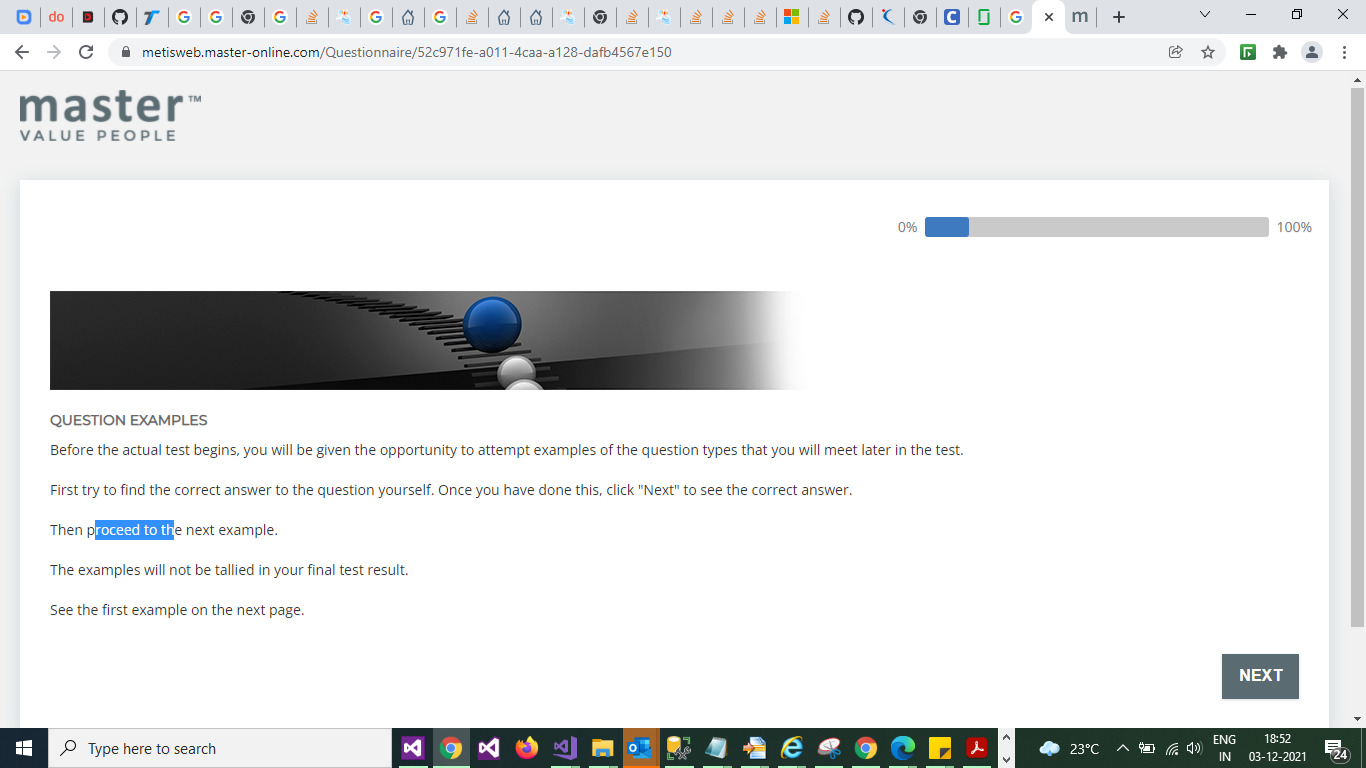 do
m
metisweb.master-online.com/Questionnaire/52c971fe-a011-4caa-a128-dafb4567e150
master™
VALUE PEOPLE
0% 100%
QUESTION EXAMPLES
Before the actual test begins, you will be given the opportunity to attempt examples of the question types that you will meet later in the test.
First try to find the correct answer to the question yourself. Once you have done this, click "Next" to see the correct answer.
Then proceed to the next example.
The examples will not be tallied in your final test result.
See the first example on the next page.
NEXT
Type here to search
23°C
ENG
IN
18:52
03-12-2021
24